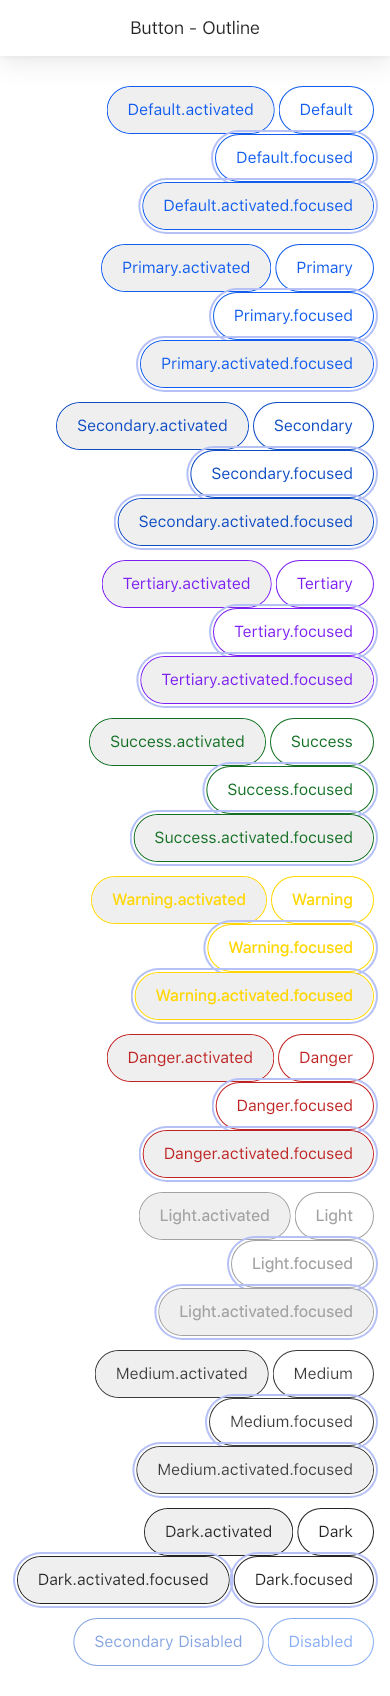 Button - Outline
Default.activated Default
Default.focused
Default.activated.focused
Primary.activated Primary
Primary.focused
Primary.activated.focused
Secondary.activated Secondary
Secondary.focused
Secondary.activated.focused
Tertiary.activated Tertiary
Tertiary.focused
Tertiary.activated.focused
Success.activated Success
Success.focused
Success.activated.focused
Warning.activated Warning
Warning.focused
Warning.activated.focused
Danger.activated Danger
Danger.focused
Danger.activated.focused
Light.activated Light
Light.focused
Light.activated.focused
Medium.activated Medium
Medium.focused
Medium.activated.focused
Dark.activated Dark
Dark.activated.focused Dark.focused
Secondary Disabled Disabled